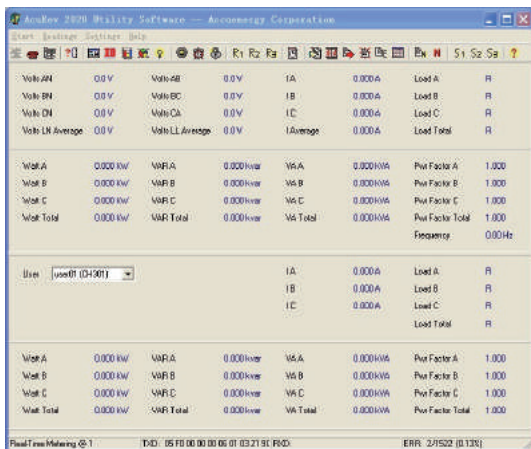 AcuRev 2020 Utility Software -- Accuenergy Corporation
Start Readings Settings Help
R1 R2 R3 S1 S2 S3 ?
Volts AN 0.0 V Volts AB 0.0 V I A 0.000 A Load A R
Volts BN 0.0 V Volts BC 0.0 V I B 0.000 A Load B R
Volts CN 0.0 V Volts CA 0.0 V I C 0.000 A Load C R
Volts LN Average 0.0 V Volts LL Average 0.0 V I Average 0.000 A Load Total R
Watt A 0.000 kW VAR A 0.000 kvar VA A 0.000 kVA Pwr Factor A 1.000
Watt B 0.000 kW VAR B 0.000 kvar VA B 0.000 kVA Pwr Factor B 1.000
Watt C 0.000 kW VAR C 0.000 kvar VA C 0.000 kVA Pwr Factor C 1.000
Watt Total 0.000 kW VAR Total 0.000 kvar VA Total 0.000 kVA Pwr Factor Total 1.000
Frequency 0.00 Hz
User user01 (CH301) I A 0.000 A Load A R
I B 0.000 A Load B R
I C 0.000 A Load C R
Load Total R
Watt A 0.000 kW VAR A 0.000 kvar VA A 0.000 kVA Pwr Factor A 1.000
Watt B 0.000 kW VAR B 0.000 kvar VA B 0.000 kVA Pwr Factor B 1.000
Watt C 0.000 kW VAR C 0.000 kvar VA C 0.000 kVA Pwr Factor C 1.000
Watt Total 0.000 kW VAR Total 0.000 kvar VA Total 0.000 kVA Pwr Factor Total 1.000
Real-Time Metering @ 1 TXD: 05 F0 00 00 00 06 01 03 21 9C RXD: ERR: 2/1522 (0.13%)